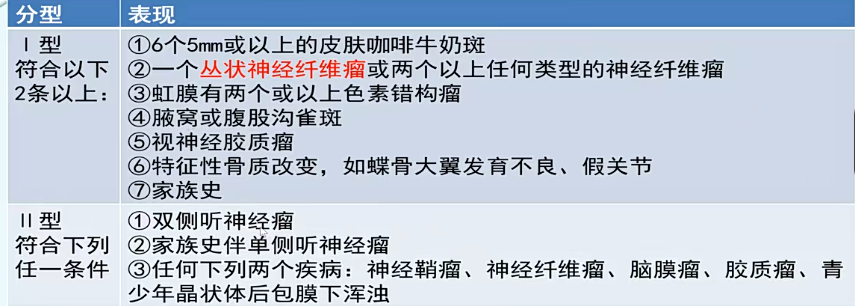 分型 表现
Ⅰ型 ①6个5mm或以上的皮肤咖啡牛奶斑
符合以下 ②一个丛状神经纤维瘤或两个以上任何类型的神经纤维瘤
2条以上： ③虹膜有两个或以上色素错构瘤
④腋窝或腹股沟雀斑
⑤视神经胶质瘤
⑥特征性骨质改变，如蝶骨大翼发育不良、假关节
⑦家族史
Ⅱ型 ①双侧听神经瘤
符合下列 ②家族史伴单侧听神经瘤
任一条件 ③任何下列两个疾病：神经鞘瘤、神经纤维瘤、脑膜瘤、胶质瘤、青
少年晶状体后包膜下浑浊